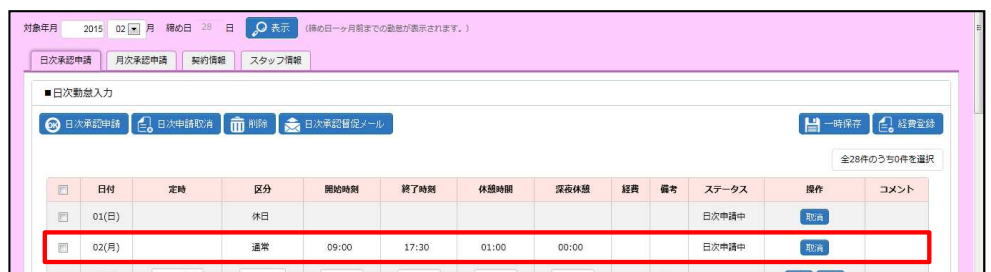 対象年月 2015 02 月 締め日 28 日 表示 (締め日一ヶ月前までの勤怠が表示されます。)
日次承認申請 月次承認申請 契約情報 スタッフ情報
■日次勤怠入力
OK 日次承認申請 日次申請取消 削除 日次承認督促メール 一時保存 経費登録
全28件のうち0件を選択
日付 定時 区分 開始時刻 終了時刻 休憩時間 深夜休憩 経費 備考 ステータス 操作 コメント
01(日) 休日 日次申請中 取消
02(月) 通常 09:00 17:30 01:00 00:00 日次申請中 取消